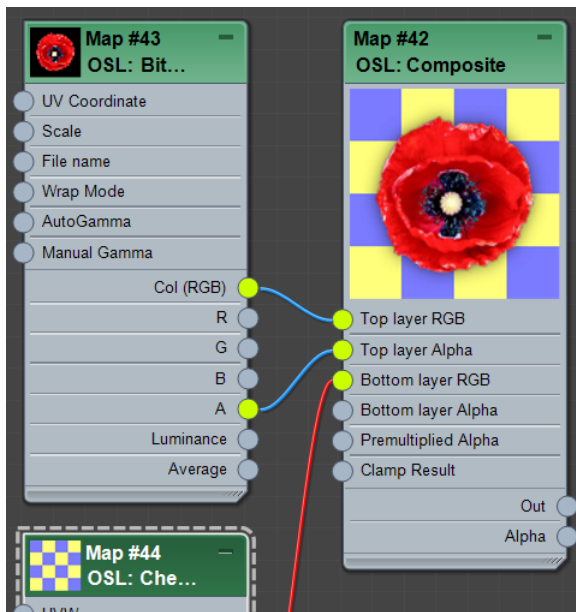 Map #43
OSL: Bit...
UV Coordinate
Scale
File name
Wrap Mode
AutoGamma
Manual Gamma
Col (RGB)
R
G
B
A
Luminance
Average
Map #42
OSL: Composite
Top layer RGB
Top layer Alpha
Bottom layer RGB
Bottom layer Alpha
Premultiplied Alpha
Clamp Result
Out
Alpha
Map #44
OSL: Che...
UVW